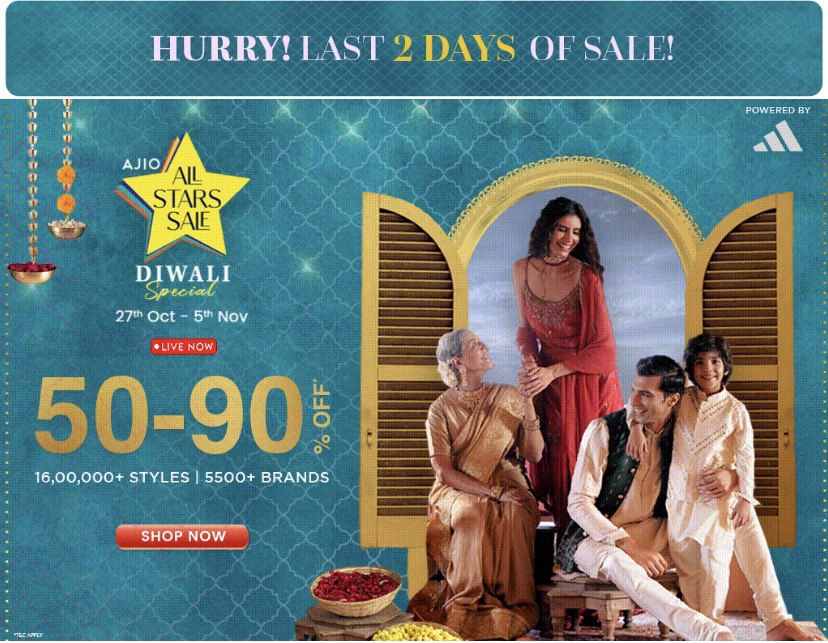 HURRY! LAST 2 DAYS OF SALE!
POWERED BY
AJIO
ALL
STARS
SALE
DIWALI
Special
27th Oct - 5th Nov
LIVE NOW
50-90% OFF*
16,00,000+ STYLES | 5500+ BRANDS
SHOP NOW
*T&C APPLY